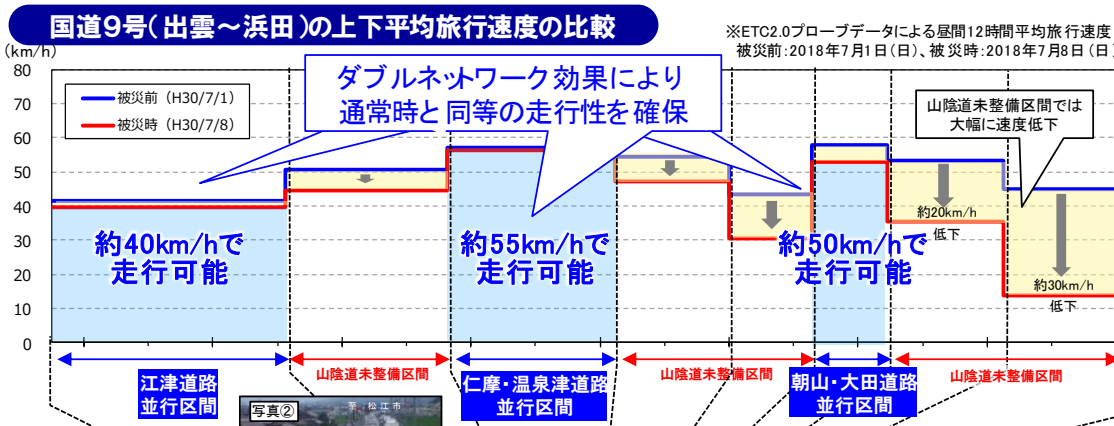 国道9号(出雲～浜田)の上下平均旅行速度の比較
※ETC2.0プローブデータによる昼間12時間平均旅行速度
被災前:2018年7月1日(日)、被災時:2018年7月8日(日)
(km/h)
80
70
60
50
40
30
20
10
0
被災前（H30/7/1）
被災時（H30/7/8）
ダブルネットワーク効果により
通常時と同等の走行性を確保
山陰道未整備区間では
大幅に速度低下
約40km/hで
走行可能
約55km/hで
走行可能
約50km/hで
走行可能
約20km/h
低下
約30km/h
低下
江津道路
並行区間
山陰道未整備区間
仁摩・温泉津道路
並行区間
山陰道未整備区間
朝山・大田道路
並行区間
山陰道未整備区間
写真②
至 松江市